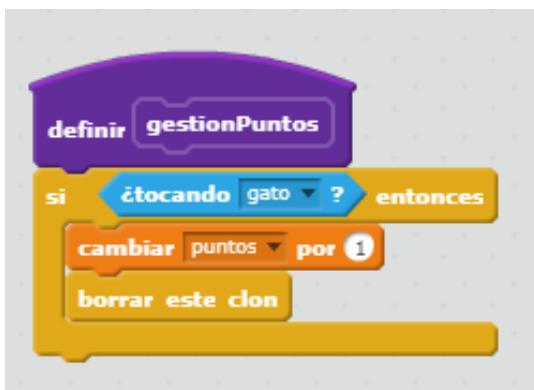 definir gestionPuntos
si ¿tocando gato ? entonces
cambiar puntos por 1
borrar este clon